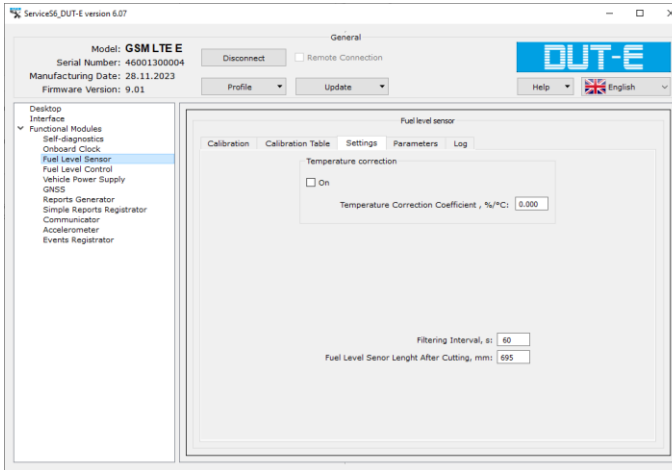 ServiceS6_DUT-E version 6.07
General
Model: GSM LTE E
Serial Number: 46001300004
Manufacturing Date: 28.11.2023
Firmware Version: 9.01
Disconnect
Remote Connection
Profile
Update
DUT-E
Help
English
Desktop
Interface
Functional Modules
Self-diagnostics
Onboard Clock
Fuel Level Sensor
Fuel Level Control
Vehicle Power Supply
GNSS
Reports Generator
Simple Reports Registrator
Communicator
Accelerometer
Events Registrator
Fuel level sensor
Calibration Calibration Table Settings Parameters Log
Temperature correction
On
Temperature Correction Coefficient , %/°C: 0.000
Filtering Interval, s: 60
Fuel Level Senor Lenght After Cutting, mm: 695